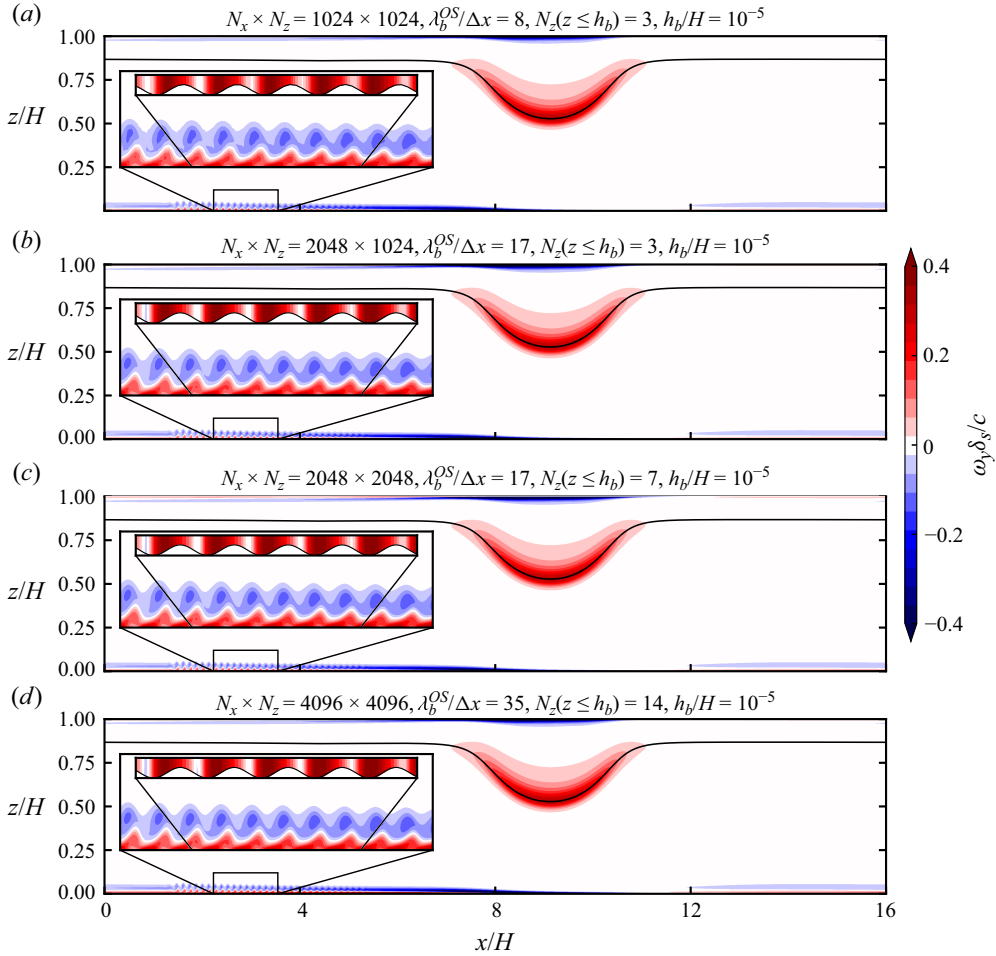 (a)
N_x × N_z = 1024 × 1024, λ_b^{OS}/Δx = 8, N_z(z ≤ h_b) = 3, h_b/H = 10^{−5}
1.00
0.75
z/H
0.50
0.25
0 4 8 12 16
(b)
N_x × N_z = 2048 × 1024, λ_b^{OS}/Δx = 17, N_z(z ≤ h_b) = 3, h_b/H = 10^{−5}
1.00
0.75
z/H
0.50
0.25
0.00
(c)
N_x × N_z = 2048 × 2048, λ_b^{OS}/Δx = 17, N_z(z ≤ h_b) = 7, h_b/H = 10^{−5}
1.00
0.75
z/H
0.50
0.25
0.00
(d)
N_x × N_z = 4096 × 4096, λ_b^{OS}/Δx = 35, N_z(z ≤ h_b) = 14, h_b/H = 10^{−5}
1.00
0.75
z/H
0.50
0.25
0.00
0 4 8 12 16
x/H
0.4
0.2
0
−0.2
−0.4
ω_yδ_s/c